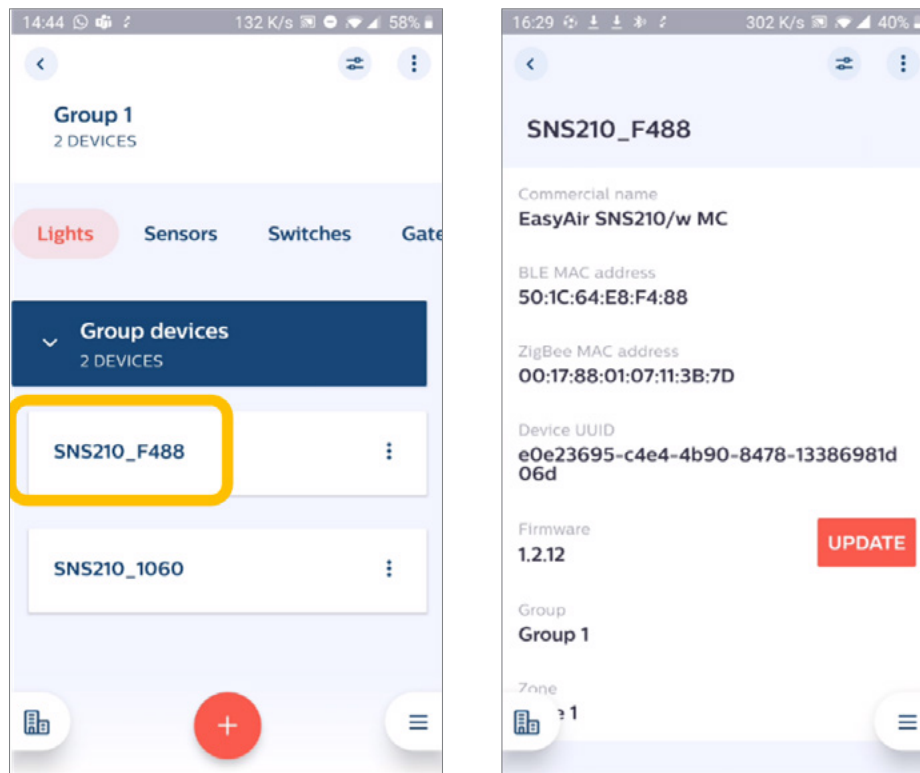 14:44 132 K/s 58%
Group 1
2 DEVICES
Lights Sensors Switches Gate
Group devices
2 DEVICES
SNS210_F488
SNS210_1060
+
16:29 302 K/s 40%
SNS210_F488
Commercial name
EasyAir SNS210/w MC
BLE MAC address
50:1C:64:E8:F4:88
ZigBee MAC address
00:17:88:01:07:11:3B:7D
Device UUID
e0e23695-c4e4-4b90-8478-13386981d
06d
Firmware
1.2.12
UPDATE
Group
Group 1
Zone
e 1